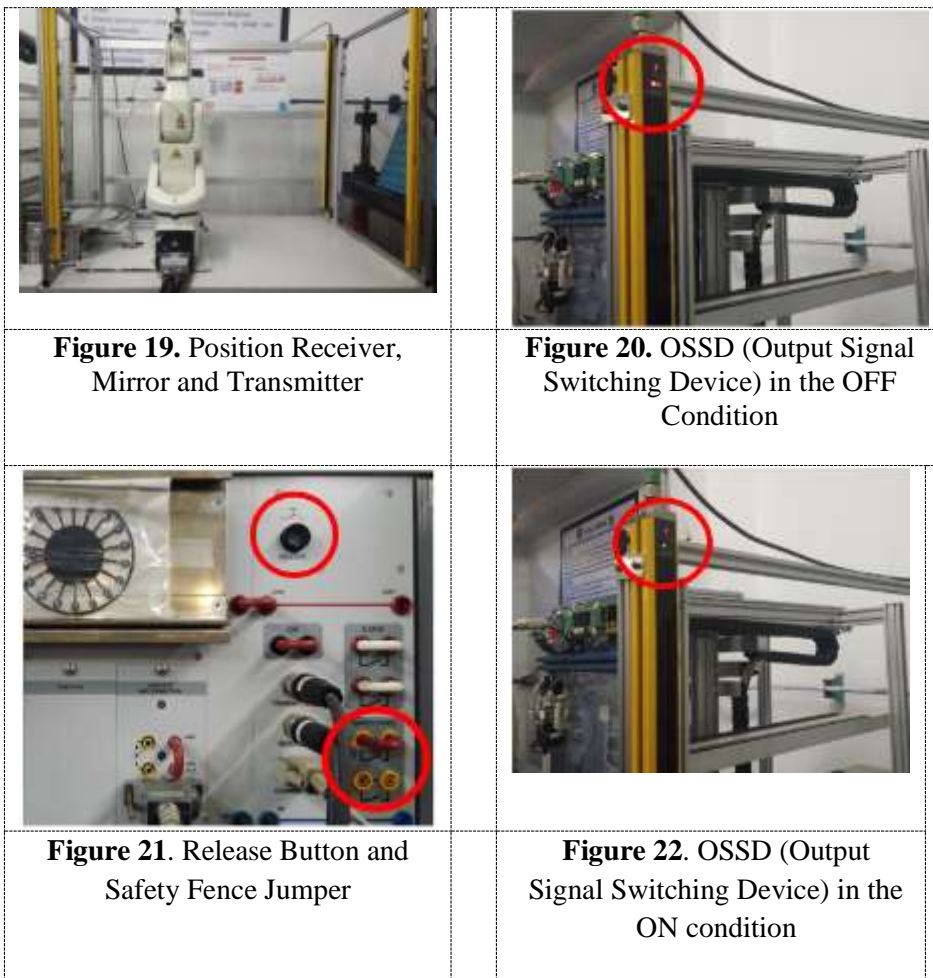 Figure 19. Position Receiver,
Mirror and Transmitter
Figure 20. OSSD (Output Signal
Switching Device) in the OFF
Condition
Figure 21. Release Button and
Safety Fence Jumper
Figure 22. OSSD (Output
Signal Switching Device) in the
ON condition